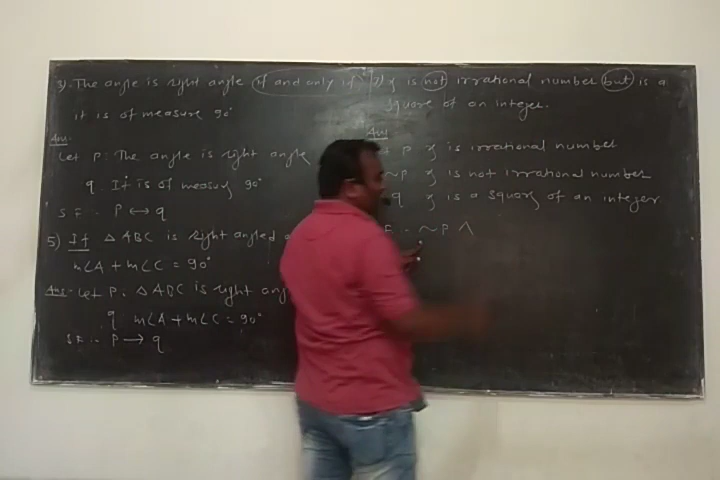 3) The angle is right angle if and only if
it is of measure 90°
Ans:-
Let P: The angle is right angle
q: It is of measure 90°
S.F. :- P ↔ q
5) If △ABC is right angled
m∠A + m∠C = 90°
Ans:- Let P: △ABC is right
q m∠A + m∠C = 90°
S.F. :- P → q
7) x is not irrational number but is a
square of an integer.
Ans
P x is irrational number
~P x is not irrational number
q x is a square of an integer.
F. :- ~P ∧